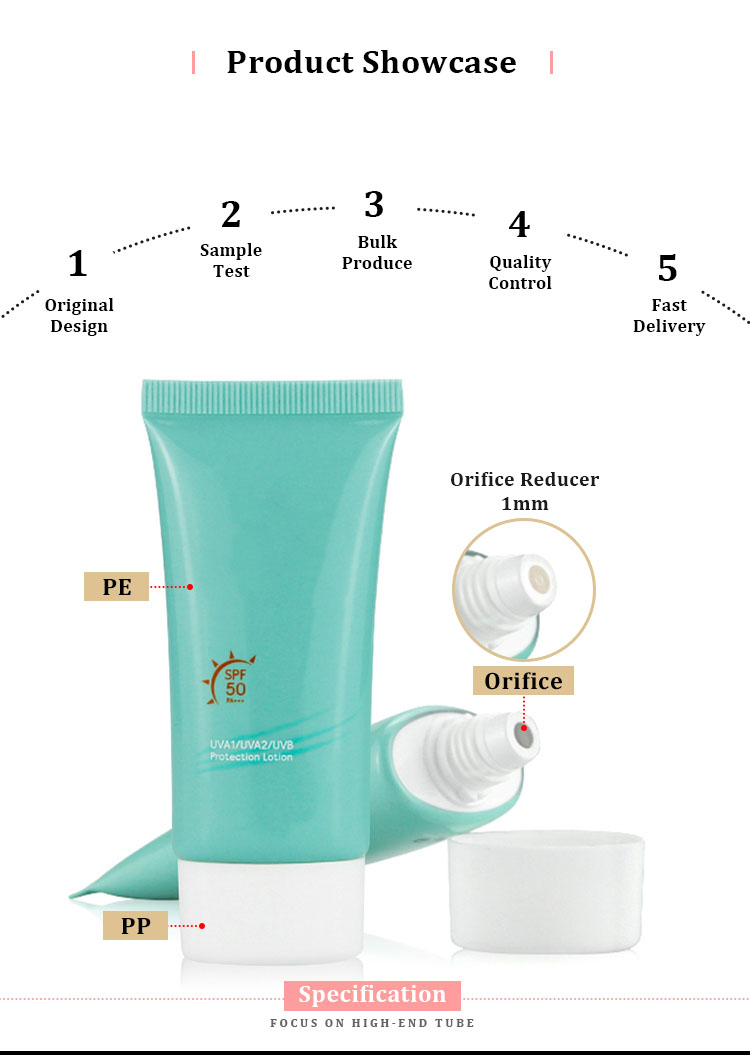 Product Showcase
1
Original
Design
2
Sample
Test
3
Bulk
Produce
4
Quality
Control
5
Fast
Delivery
Orifice Reducer
1mm
PE
Orifice
SPF
50
PA+++
UVA1/UVA2/UVB
Protection Lotion
PP
Specification
FOCUS ON HIGH-END TUBE